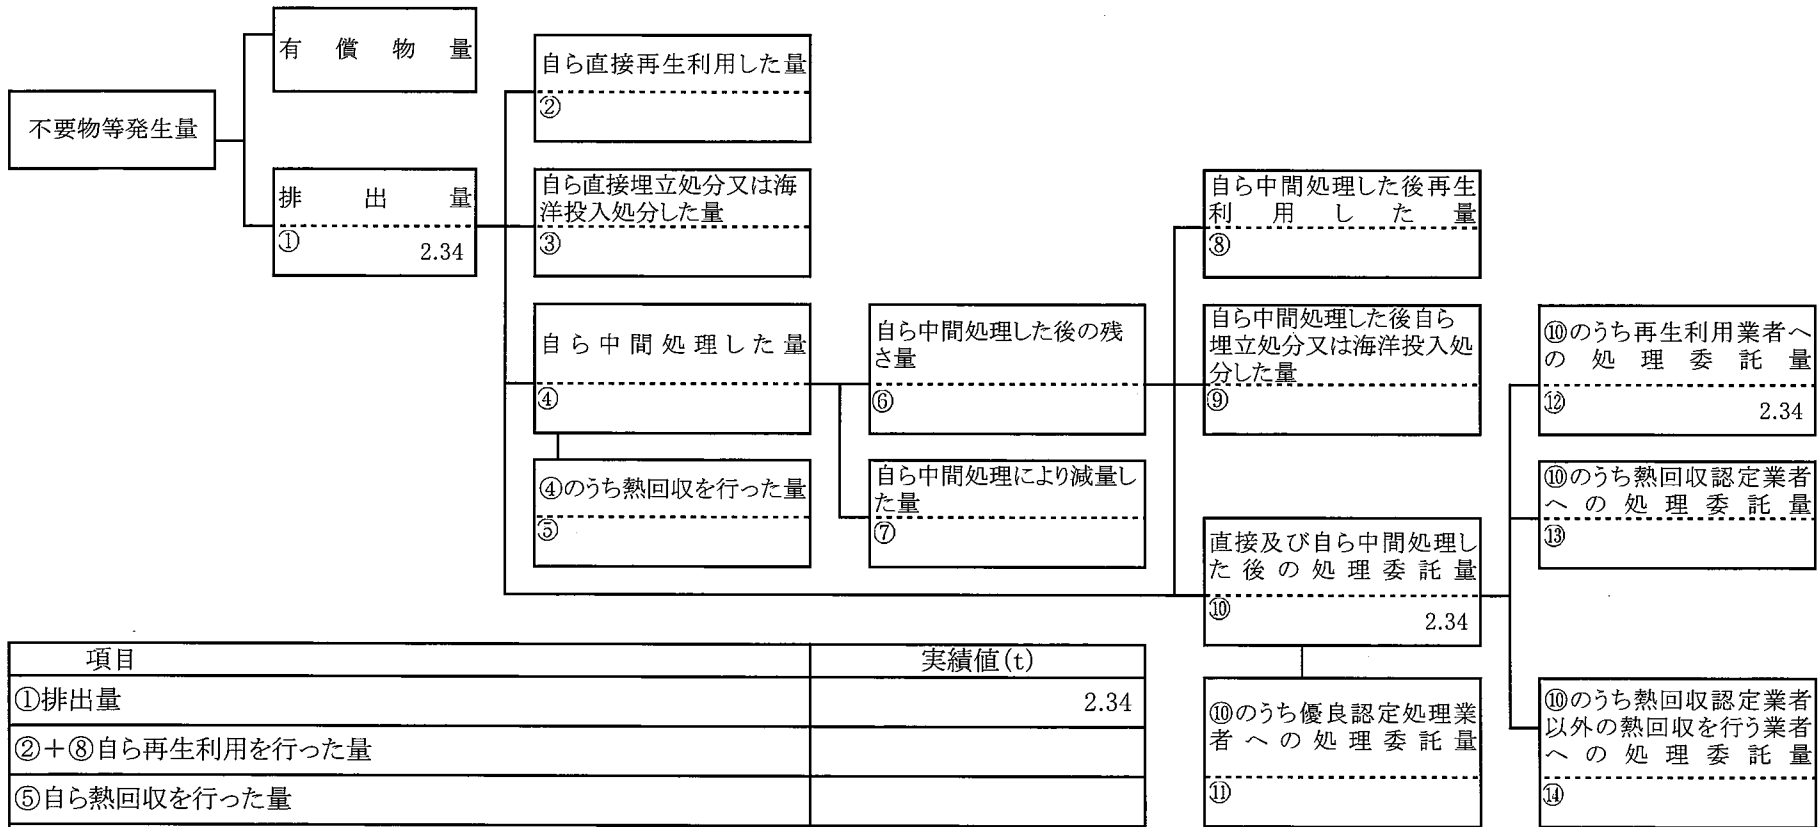 有償物量
不要物等発生量
排出量
①
2.34
自ら直接再生利用した量
②
自ら直接埋立処分又は海
洋投入処分した量
③
自ら中間処理した量
④
④のうち熱回収を行った量
⑤
自ら中間処理した後の残
さ量
⑥
自ら中間処理により減量し
た量
⑦
自ら中間処理した後再生
利用した量
⑧
自ら中間処理した後自ら
埋立処分又は海洋投入処
分した量
⑨
直接及び自ら中間処理し
た後の処理委託量
⑩
2.34
⑩のうち優良認定処理業
者への処理委託量
⑪
⑩のうち再生利用業者へ
の処理委託量
⑫
2.34
⑩のうち熱回収認定業者
への処理委託量
⑬
⑩のうち熱回収認定業者
以外の熱回収を行う業者
への処理委託量
⑭
項目 実績値(t)
①排出量 2.34
②+⑧自ら再生利用を行った量
⑤自ら熱回収を行った量